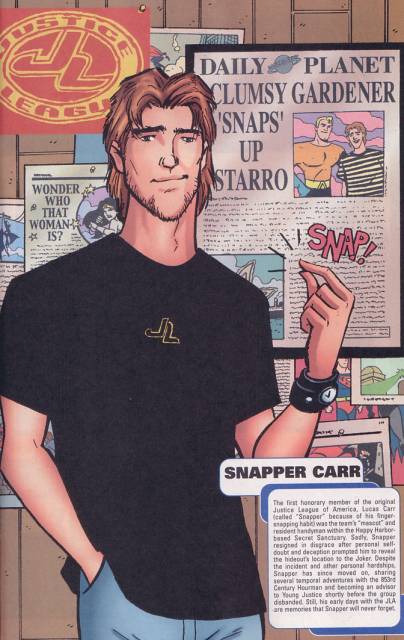 JUSTICE
JL
LEAGUE
DAILY PLANET
CLUMSY GARDENER
'SNAPS'
UP
STARRO
WONDER
WHO
THAT
WOMAN
IS?
SNAP!
JL
SNAPPER CARR
The first honorary member of the original
Justice League of America, Lucas Carr
(called "Snapper" because of his finger-
snapping habit) was the team's "mascot" and
resident handyman within the Happy Harbor-
based Secret Sanctuary. Sadly, Snapper
resigned in disgrace after personal self-
doubt and deception prompted him to reveal
the hideout's location to the Joker. Despite
the incident and other personal hardships,
Snapper has since moved on, sharing
several temporal adventures with the 853rd
Century Hourman and becoming an advisor
to Young Justice shortly before the group
disbanded. Still, his early days with the JLA
are memories that Snapper will never forget.